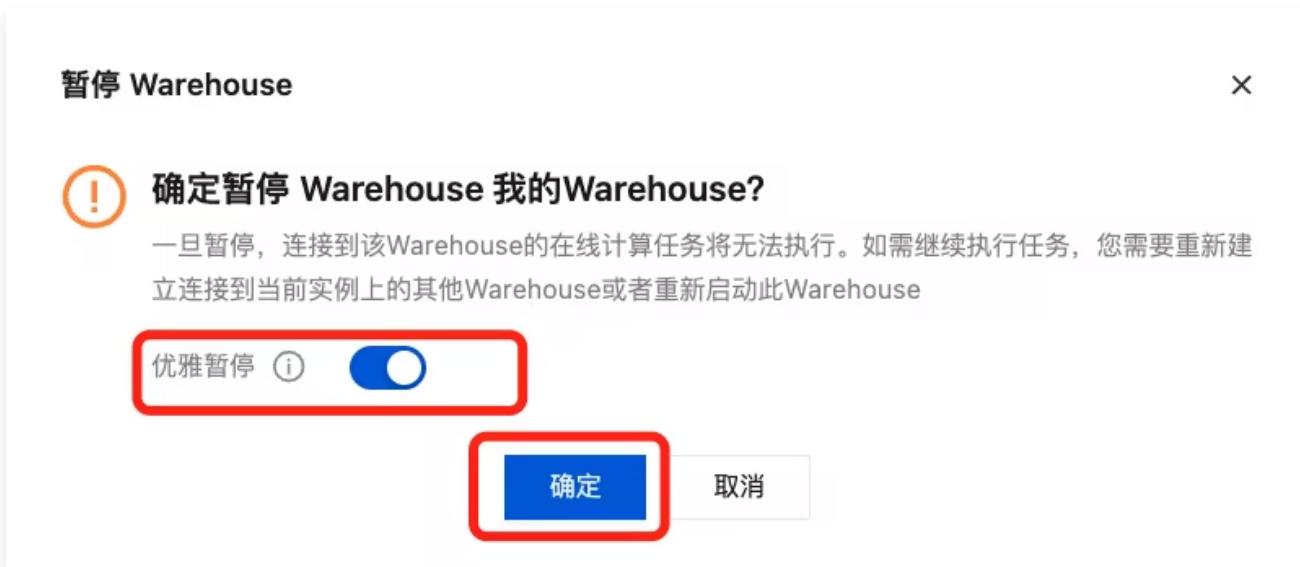 暂停 Warehouse
确定暂停 Warehouse 我的Warehouse?
一旦暂停，连接到该Warehouse的在线计算任务将无法执行。如需继续执行任务，您需要重新建
立连接到当前实例上的其他Warehouse或者重新启动此Warehouse
优雅暂停
确定 取消